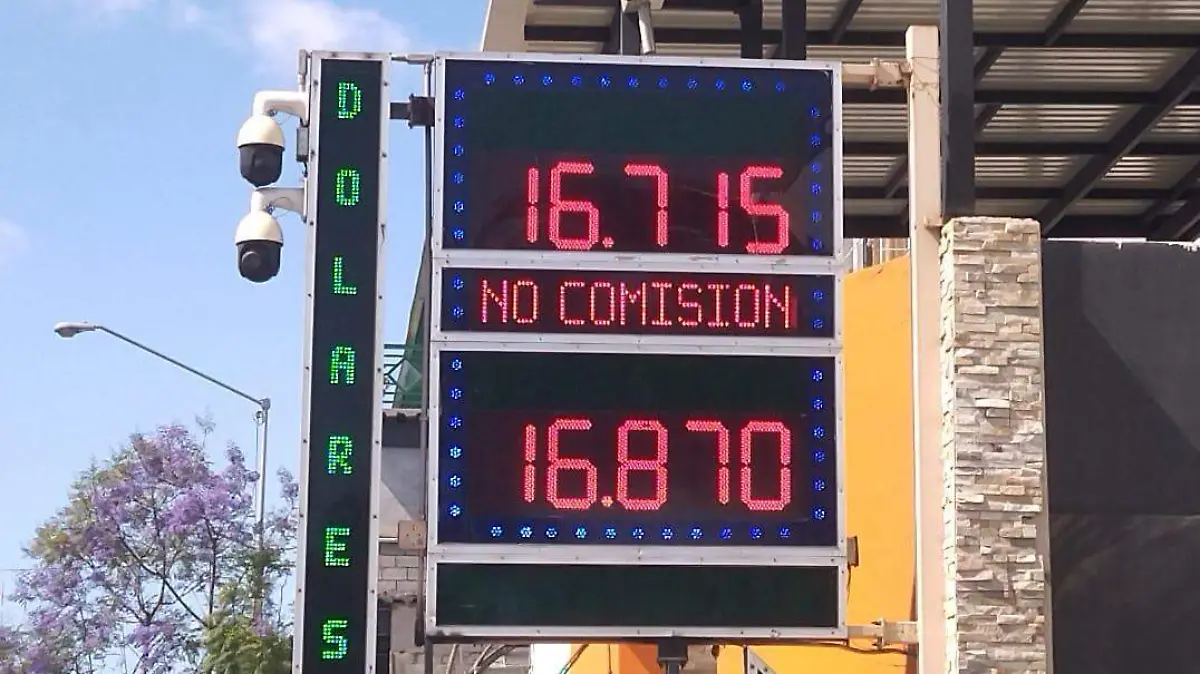 DOLARES
16.715
NO COMISION
16.870